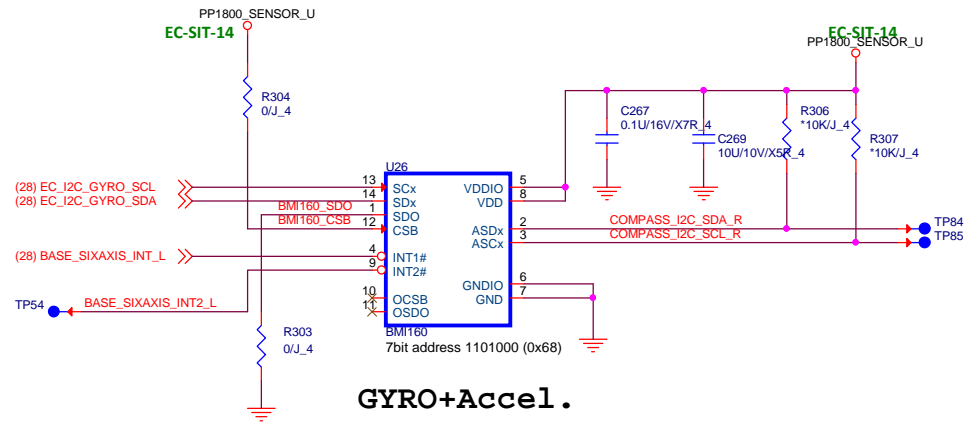 PP1800_SENSOR_U
EC-SIT-14
EC-SIT-14
PP1800_SENSOR_U
R304
0/J_4
C267
0.1U/16V/X7R_4
C269
10U/10V/X5R_4
R306
*10K/J_4
R307
*10K/J_4
U26
(28) EC_I2C_GYRO_SCL
13
SCx
VDDIO
5
(28) EC_I2C_GYRO_SDA
14
SDx
VDD
8
BMI160_SDO
1
SDO
BMI160_CSB
12
CSB
ASDx
2
COMPASS_I2C_SDA_R
TP84
ASCx
3
COMPASS_I2C_SCL_R
TP85
(28) BASE_SIXAXIS_INT_L
4
INT1#
9
INT2#
GNDIO
6
GND
7
TP54
BASE_SIXAXIS_INT2_L
10
OCSB
11
OSDO
BMI160
7bit address 1101000 (0x68)
R303
0/J_4
GYRO+Accel.